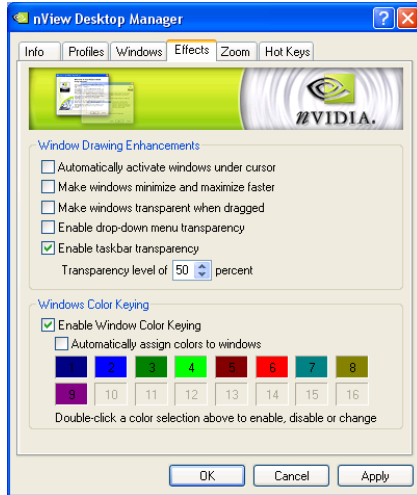 nView Desktop Manager
Info Profiles Windows Effects Zoom Hot Keys
nVIDIA.
Window Drawing Enhancements
Automatically activate windows under cursor
Make windows minimize and maximize faster
Make windows transparent when dragged
Enable drop-down menu transparency
Enable taskbar transparency
Transparency level of 50 percent
Windows Color Keying
Enable Window Color Keying
Automatically assign colors to windows
1 2 3 4 5 6 7 8
9 10 11 12 13 14 15 16
Double-click a color selection above to enable, disable or change
OK Cancel Apply